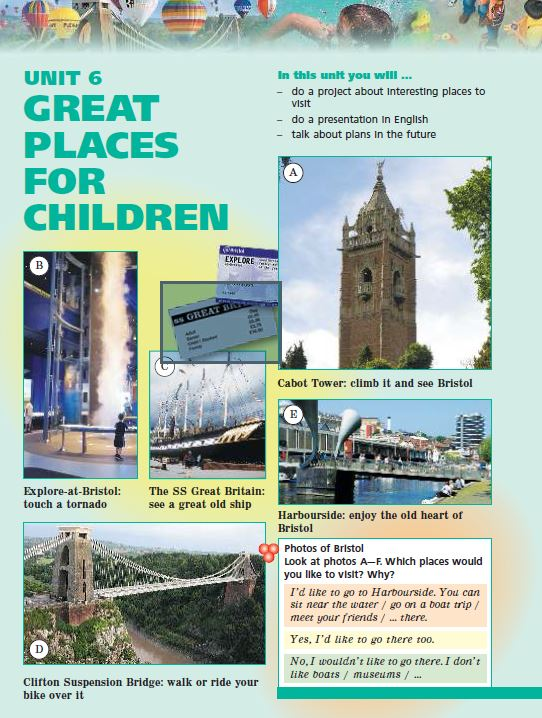 UNIT 6
GREAT
PLACES
FOR
CHILDREN
In this unit you will ...
– do a project about interesting places to
visit
– do a presentation in English
– talk about plans in the future
A
Cabot Tower: climb it and see Bristol
B
EXPLORE
SS GREAT BRI
Adult
Family
C
Explore-at-Bristol:
touch a tornado
The SS Great Britain:
see a great old ship
E
Harbourside: enjoy the old heart of
Bristol
D
Clifton Suspension Bridge: walk or ride your
bike over it
Photos of Bristol
Look at photos A—F. Which places would
you like to visit? Why?
I'd like to go to Harbourside. You can
sit near the water / go on a boat trip /
meet your friends / ... there.
Yes, I'd like to go there too.
No, I wouldn't like to go there. I don't
like boats / museums / ...